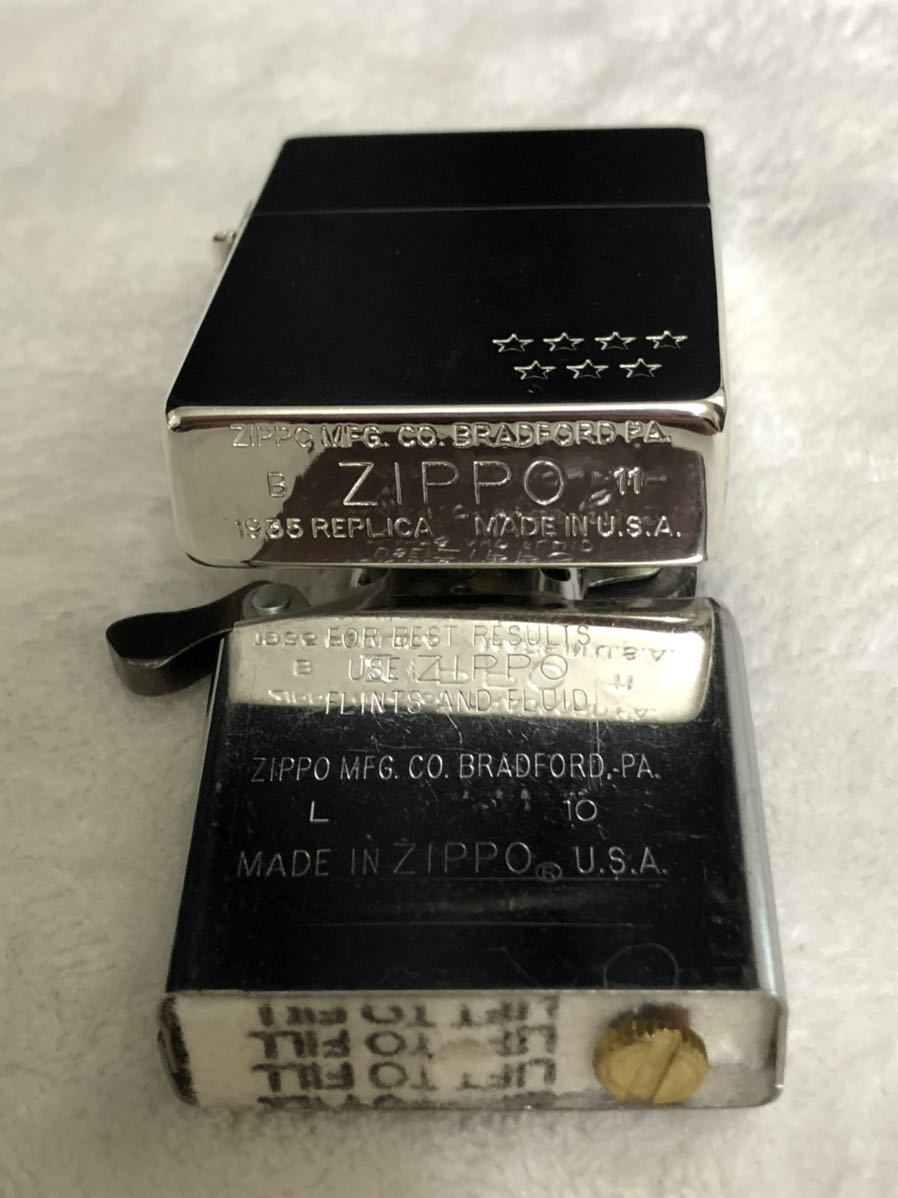 ZIPPO MFG. CO. BRADFORD PA.
B ZIPPO 11
1935 REPLICA MADE IN U.S.A.
FOR BEST RESULTS
USE ZIPPO
FLINTS AND FLUID
ZIPPO MFG. CO. BRADFORD, PA.
L 10
MADE IN ZIPPO® U.S.A.
LIFT TO FILL
LIFT TO FILL
LIFT TO FILL